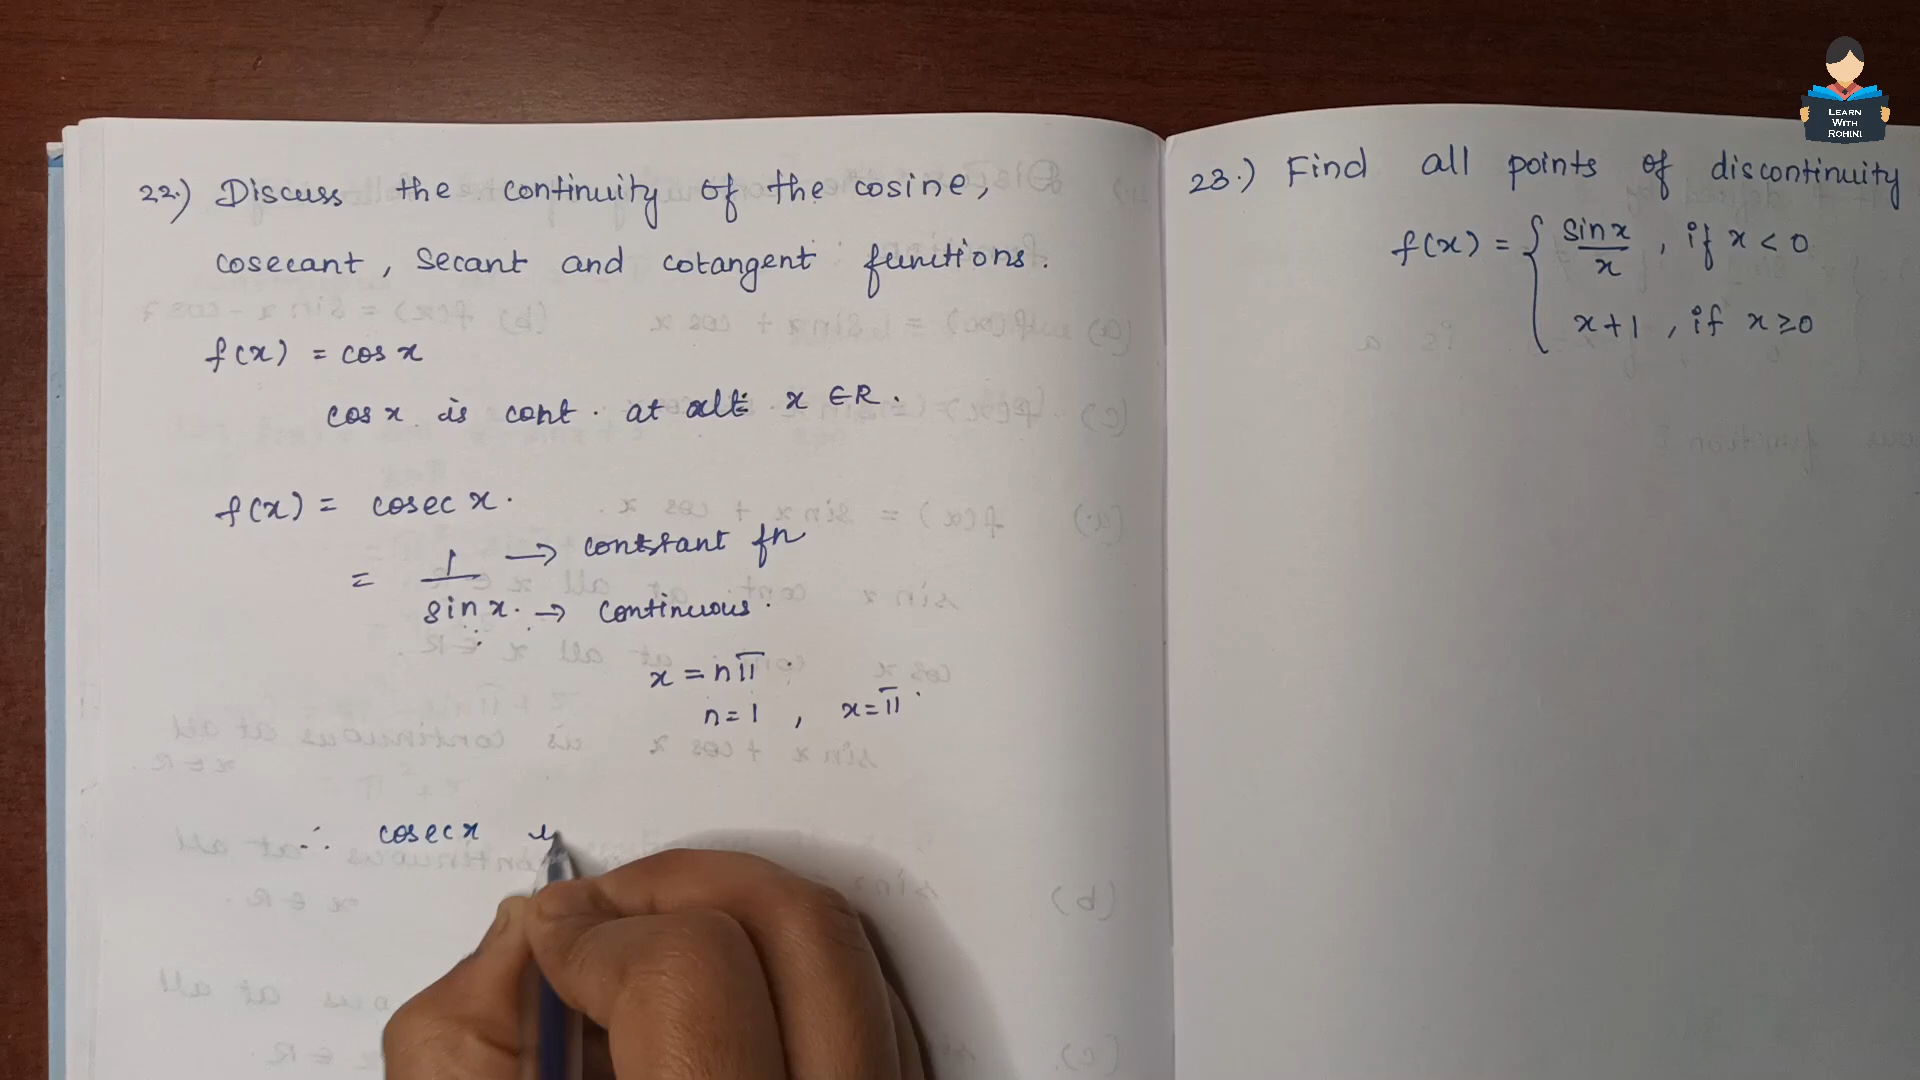 22.) Discuss the continuity of the cosine,
cosecant, secant and cotangent functions.
f(x) = cos x
cos x is cont. at all x ∈ R.
f(x) = cosec x.
= 1/sin x. → constant fn
→ continuous.
x = nπ.
n = 1, x = π.
∴ cosec x
23.) Find all points of discontinuity
f(x) = { sin x / x, if x < 0
x + 1, if x ≥ 0
LEARN
WITH
ROHINI